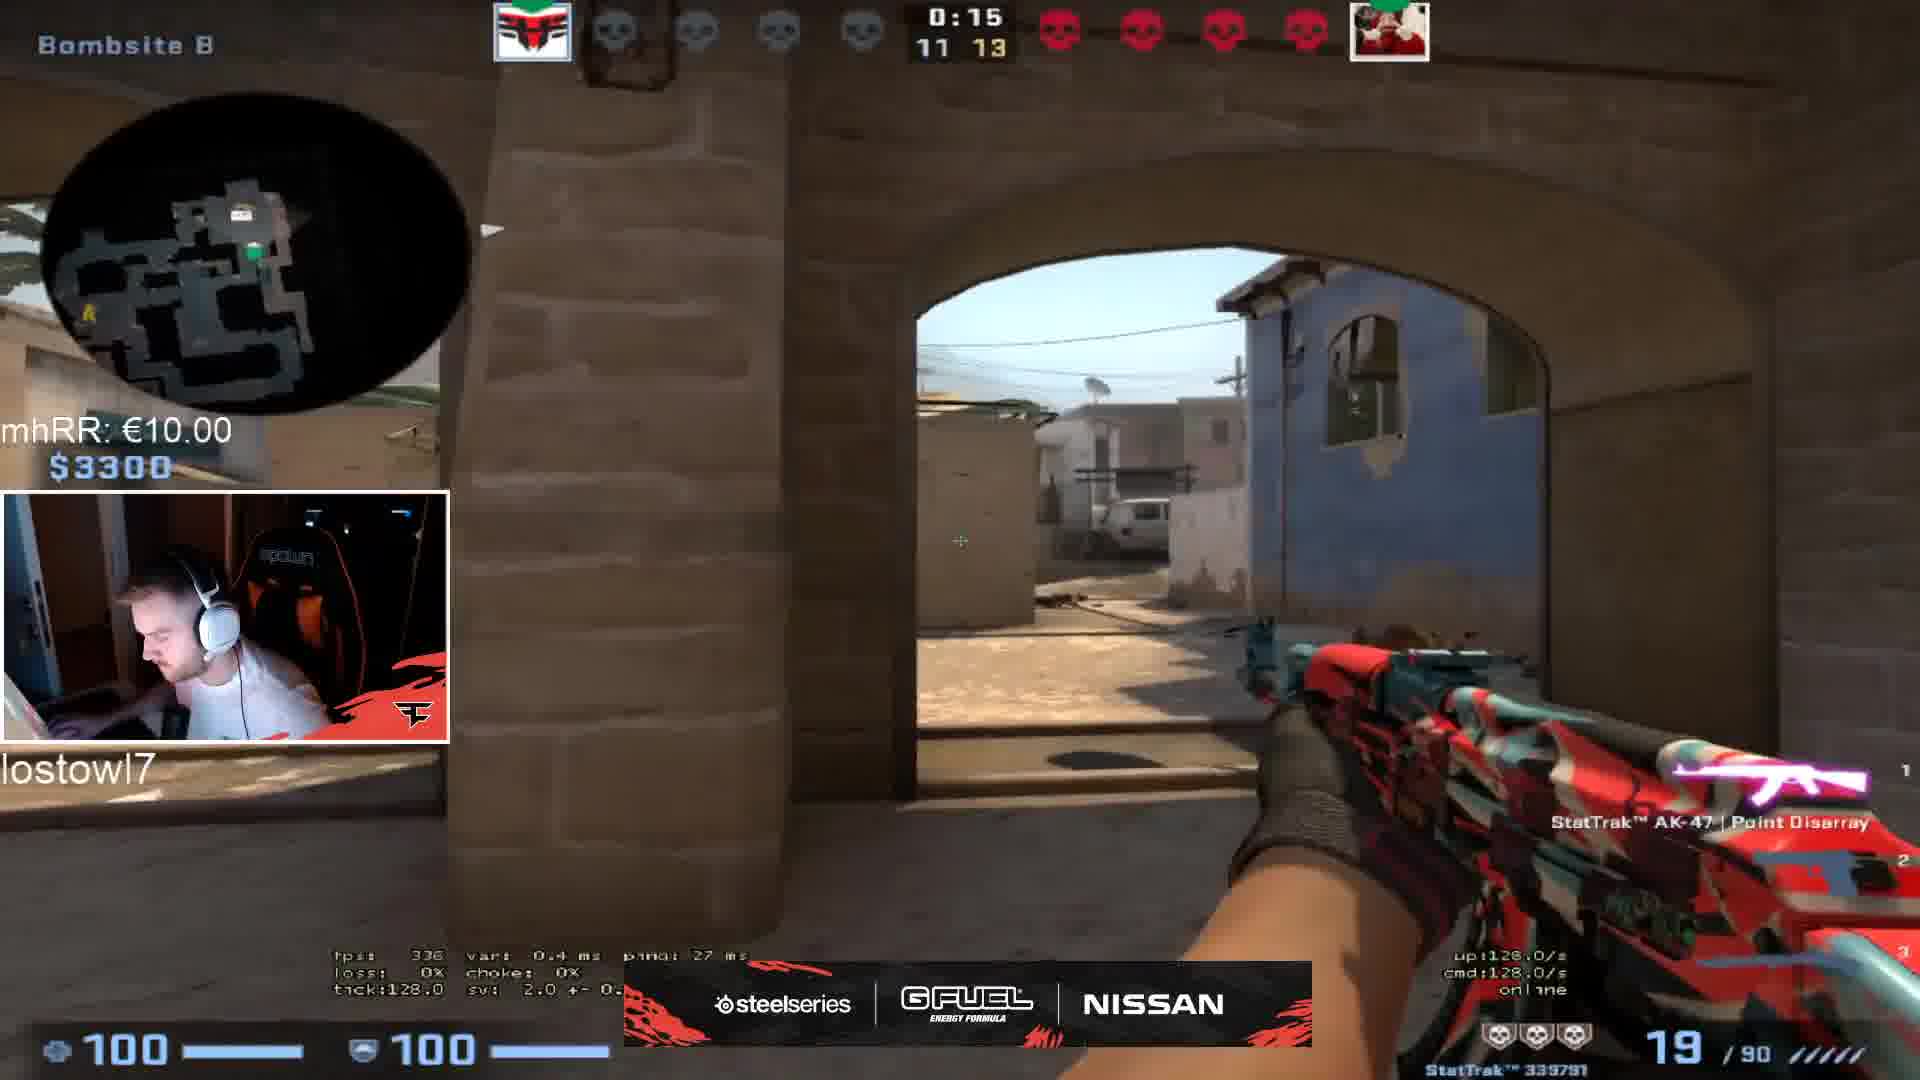 Bombsite B
0:15
11 13
A
mhRR: €10.00
$3300
spawn
lostowl7
1
StatTrak™ AK-47 | Point Disarray
2
3
fps: 336 var: 0.4 ms ping: 27 ms
loss: 0% choke: 0%
tick:128.0 sv: 2.0 +- 0.
up:128.0/s
cmd:128.0/s
online
steelseries
GFUEL
ENERGY FORMULA
NISSAN
100
100
19 / 90
StatTrak™ 339791